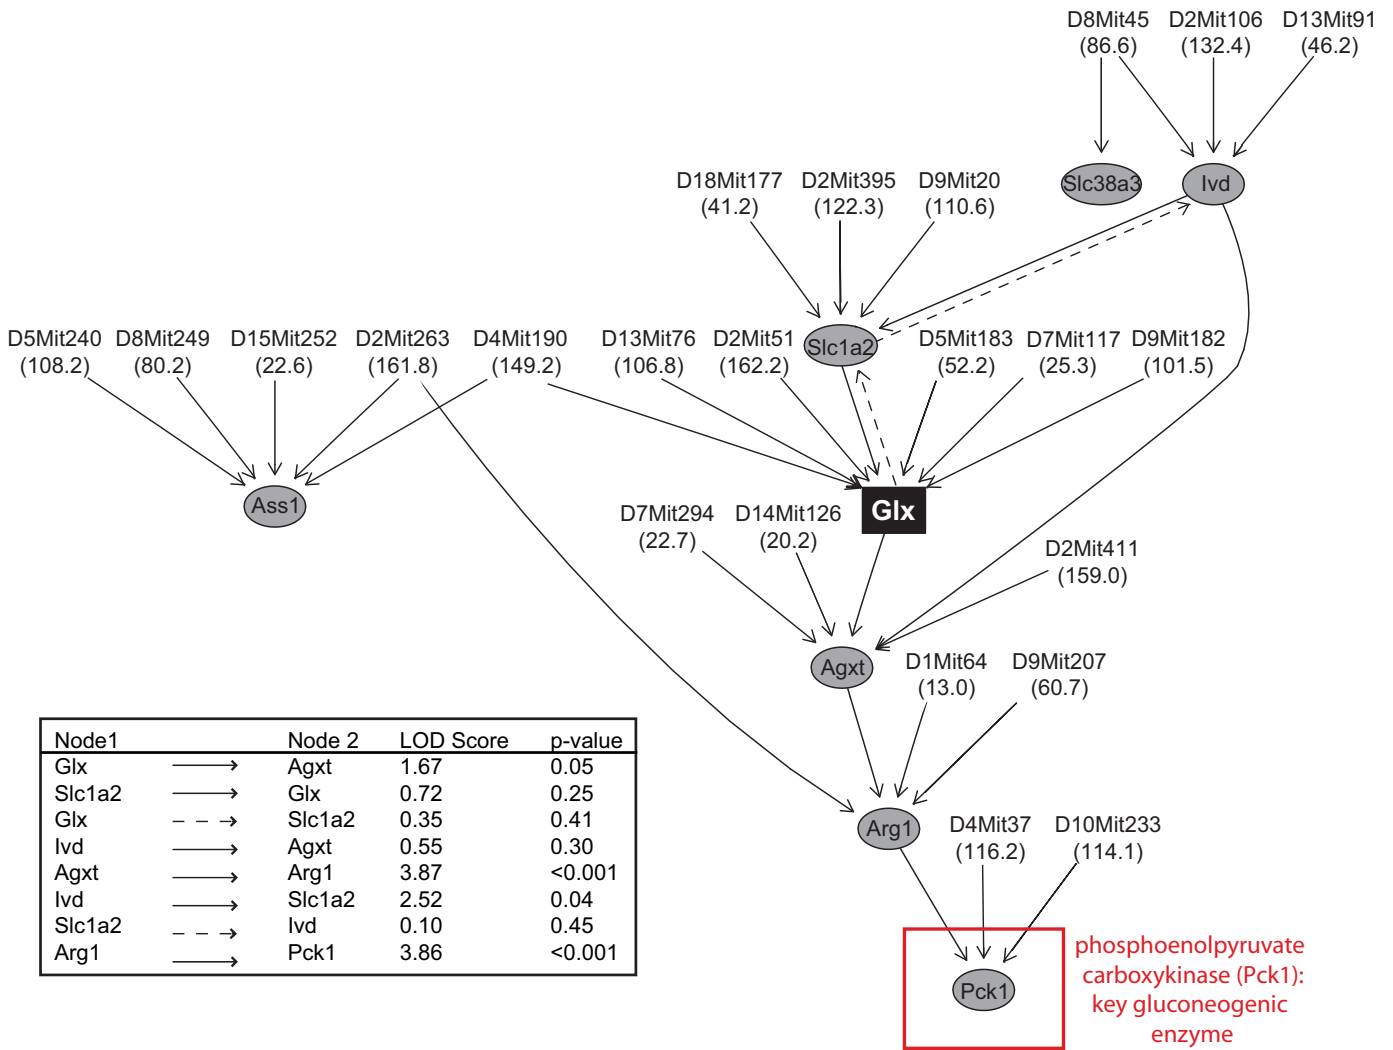 D8Mit45 D2Mit106 D13Mit91
(86.6) (132.4) (46.2)
Slc38a3 Ivd
D18Mit177 D2Mit395 D9Mit20
(41.2) (122.3) (110.6)
D5Mit240 D8Mit249 D15Mit252 D2Mit263 D4Mit190 D13Mit76 D2Mit51 Slc1a2 D5Mit183 D7Mit117 D9Mit182
(108.2) (80.2) (22.6) (161.8) (149.2) (106.8) (162.2) (52.2) (25.3) (101.5)
Ass1 Glx
D7Mit294 D14Mit126
(22.7) (20.2)
D2Mit411
(159.0)
Agxt D1Mit64 D9Mit207
(13.0) (60.7)
Node1 Node 2 LOD Score p-value
Glx Agxt 1.67 0.05
Slc1a2 Glx 0.72 0.25
Glx Slc1a2 0.35 0.41
Ivd Agxt 0.55 0.30
Agxt Arg1 3.87 <0.001
Ivd Slc1a2 2.52 0.04
Slc1a2 Ivd 0.10 0.45
Arg1 Pck1 3.86 <0.001
Arg1 D4Mit37 D10Mit233
(116.2) (114.1)
Pck1
phosphoenolpyruvate
carboxykinase (Pck1):
key gluconeogenic
enzyme